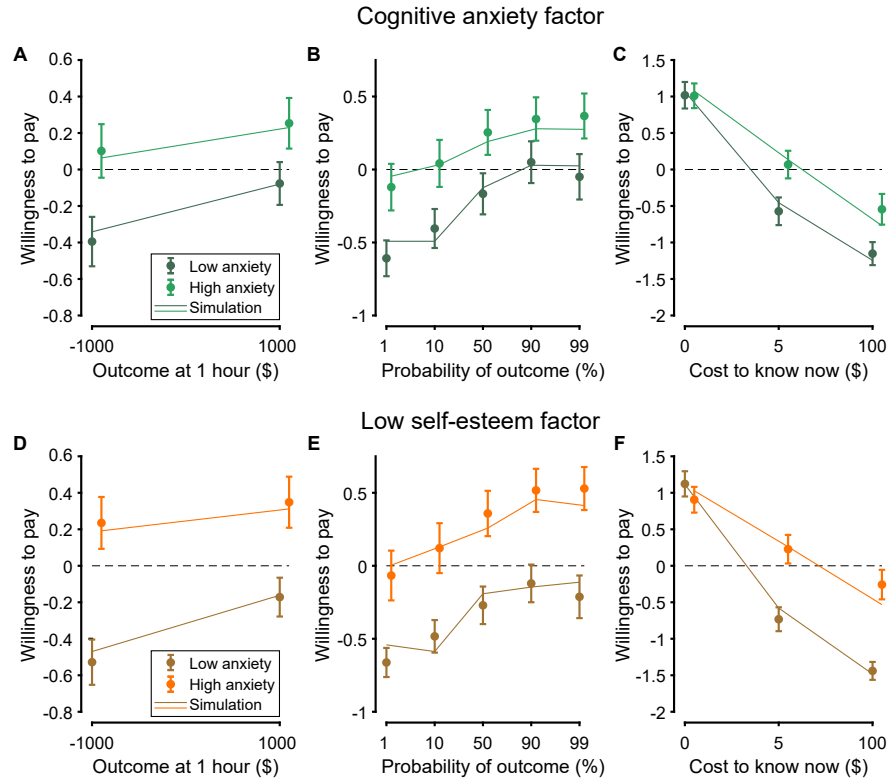 Cognitive anxiety factor
A
Willingness to pay
0.6
0.4
0.2
0
-0.2
-0.4
-0.6
-0.8
Low anxiety
High anxiety
Simulation
-1000
1000
Outcome at 1 hour ($)
B
Willingness to pay
0.5
0
-0.5
-1
1
10
50
90
99
Probability of outcome (%)
C
Willingness to pay
1.5
1
0.5
0
-0.5
-1
-1.5
-2
0
5
100
Cost to know now ($)
Low self-esteem factor
D
Willingness to pay
0.6
0.4
0.2
0
-0.2
-0.4
-0.6
-0.8
Low anxiety
High anxiety
Simulation
-1000
1000
Outcome at 1 hour ($)
E
Willingness to pay
0.5
0
-0.5
-1
1
10
50
90
99
Probability of outcome (%)
F
Willingness to pay
1.5
1
0.5
0
-0.5
-1
-1.5
-2
0
5
100
Cost to know now ($)